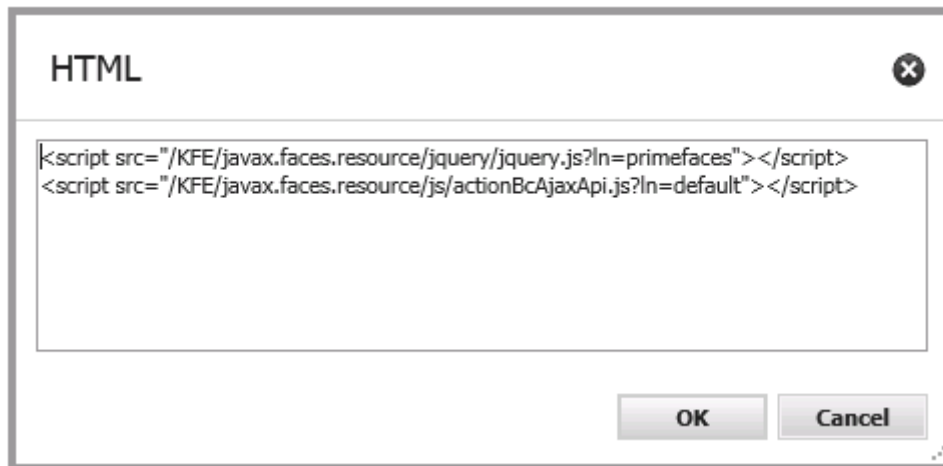 HTML
<script src="/KFE/javax.faces.resource/jquery/jquery.js?ln=primefaces"></script>
<script src="/KFE/javax.faces.resource/js/actionBcAjaxApi.js?ln=default"></script>
OK Cancel